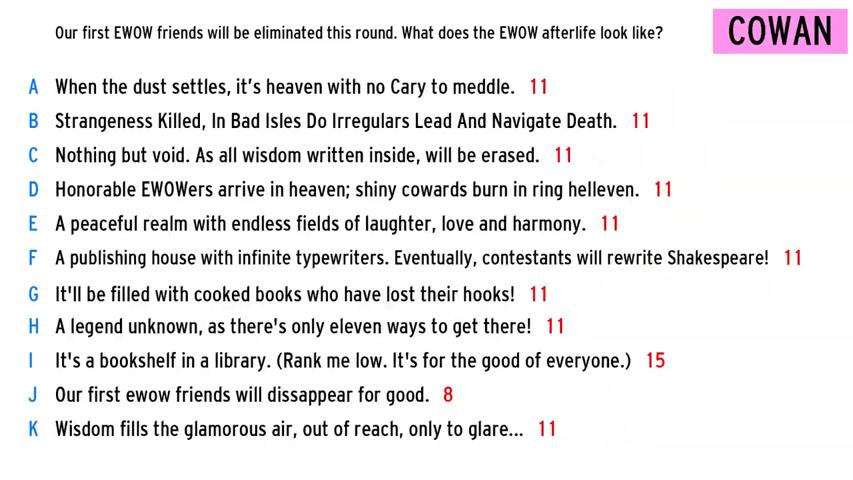 Our first EWOW friends will be eliminated this round. What does the EWOW afterlife look like?
COWAN
A When the dust settles, it's heaven with no Cary to meddle. 11
B Strangeness Killed, In Bad Isles Do Irregulars Lead And Navigate Death. 11
C Nothing but void. As all wisdom written inside, will be erased. 11
D Honorable EWOWers arrive in heaven; shiny cowards burn in ring helleven. 11
E A peaceful realm with endless fields of laughter, love and harmony. 11
F A publishing house with infinite typewriters. Eventually, contestants will rewrite Shakespeare! 11
G It'll be filled with cooked books who have lost their hooks! 11
H A legend unknown, as there's only eleven ways to get there! 11
I It's a bookshelf in a library. (Rank me low. It's for the good of everyone.) 15
J Our first ewow friends will dissappear for good. 8
K Wisdom fills the glamorous air, out of reach, only to glare... 11